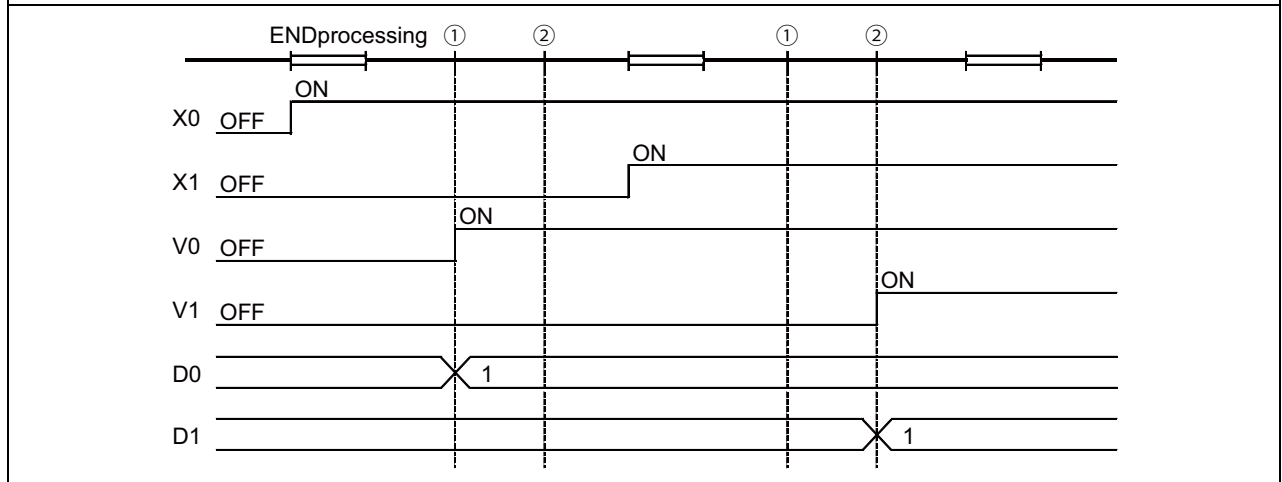 ENDprocessing ① ② ① ②
ON
X0 OFF
ON
X1 OFF
ON
V0 OFF
ON
V1 OFF
D0 1
D1 1